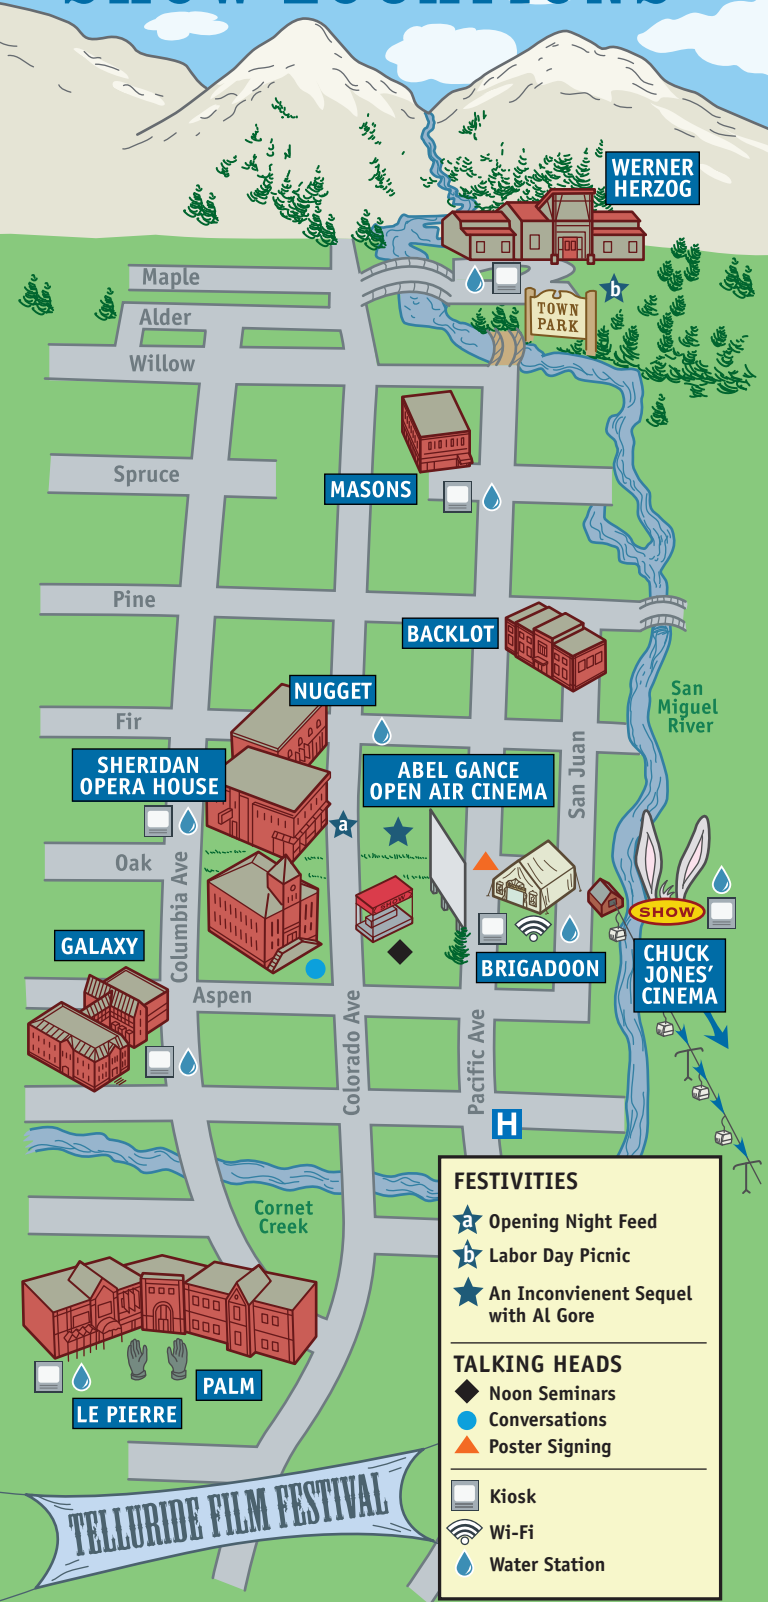 SHOW LOCATIONS
WERNER
HERZOG
Maple
b
TOWN
PARK
Alder
Willow
MASONS
Spruce
Pine
BACKLOT
NUGGET
San
Miguel
River
Fir
San Juan
SHERIDAN
OPERA HOUSE
ABEL GANCE
OPEN AIR CINEMA
a
Oak
Columbia Ave
SHOW
SHOW
GALAXY
BRIGADOON
CHUCK
JONES’
CINEMA
Aspen
Colorado Ave
Pacific Ave
H
Cornet
Creek
PALM
LE PIERRE
TELLURIDE FILM FESTIVAL
FESTIVITIES
a Opening Night Feed
b Labor Day Picnic
An Inconvienent Sequel
with Al Gore
TALKING HEADS
Noon Seminars
Conversations
Poster Signing
Kiosk
Wi-Fi
Water Station